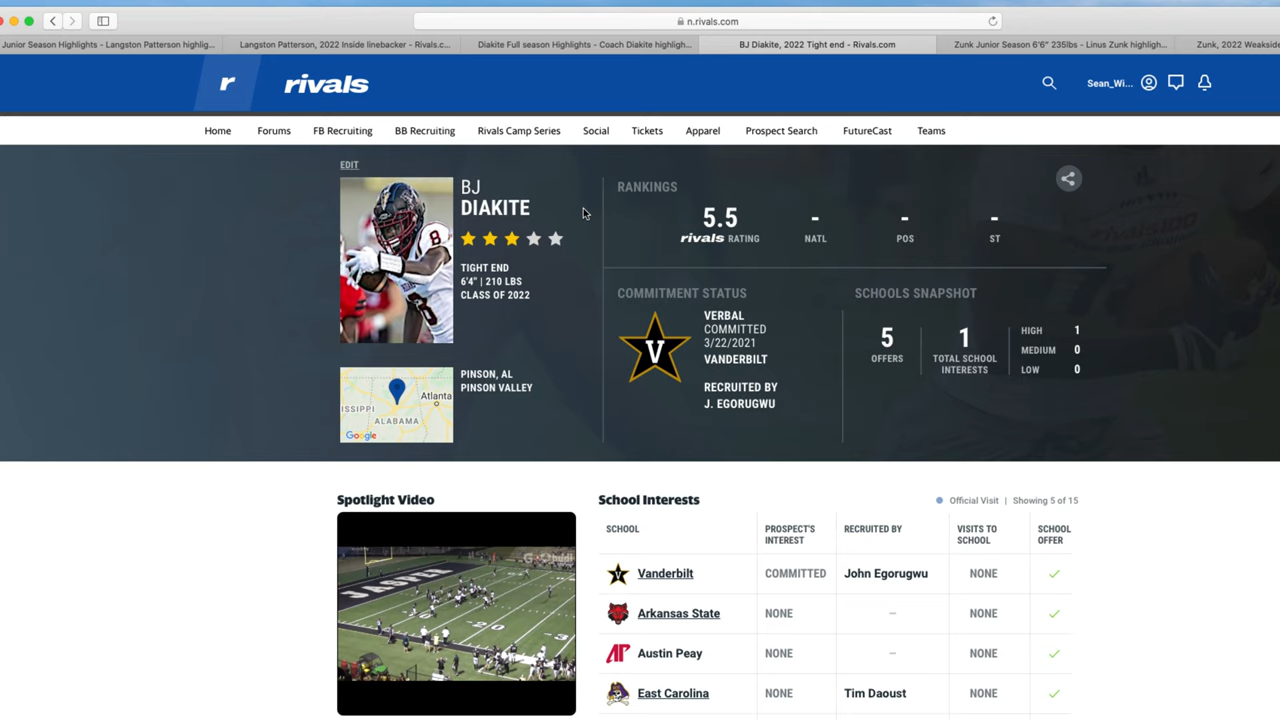 n.rivals.com
Junior Season Highlights - Langston Patterson highlig...
Langston Patterson, 2022 Inside linebacker - Rivals.c...
Diakite Full season Highlights - Coach Diakite highligh...
BJ Diakite, 2022 Tight end - Rivals.com
Zunk Junior Season 6'6" 235lbs - Linus Zunk highligh...
Zunk, 2022 Weakside
r
rivals
Sean_Wi...
Home
Forums
FB Recruiting
BB Recruiting
Rivals Camp Series
Social
Tickets
Apparel
Prospect Search
FutureCast
Teams
EDIT
BJ
DIAKITE
TIGHT END
6'4" | 210 LBS
CLASS OF 2022
8
8
PINSON, AL
PINSON VALLEY
ISSIPPI
Atlanta
ALABAMA
Google
RANKINGS
5.5
rivals RATING
-
NATL
-
POS
-
ST
COMMITMENT STATUS
V
VERBAL
COMMITTED
3/22/2021
VANDERBILT
RECRUITED BY
J. EGORUGWU
SCHOOLS SNAPSHOT
5
OFFERS
1
TOTAL SCHOOL
INTERESTS
HIGH 1
MEDIUM 0
LOW 0
Spotlight Video
JASPER
School Interests
Official Visit | Showing 5 of 15
SCHOOL
PROSPECT'S
INTEREST
RECRUITED BY
VISITS TO
SCHOOL
SCHOOL
OFFER
Vanderbilt COMMITTED John Egorugwu NONE
Arkansas State NONE – NONE
Austin Peay NONE – NONE
East Carolina NONE Tim Daoust NONE